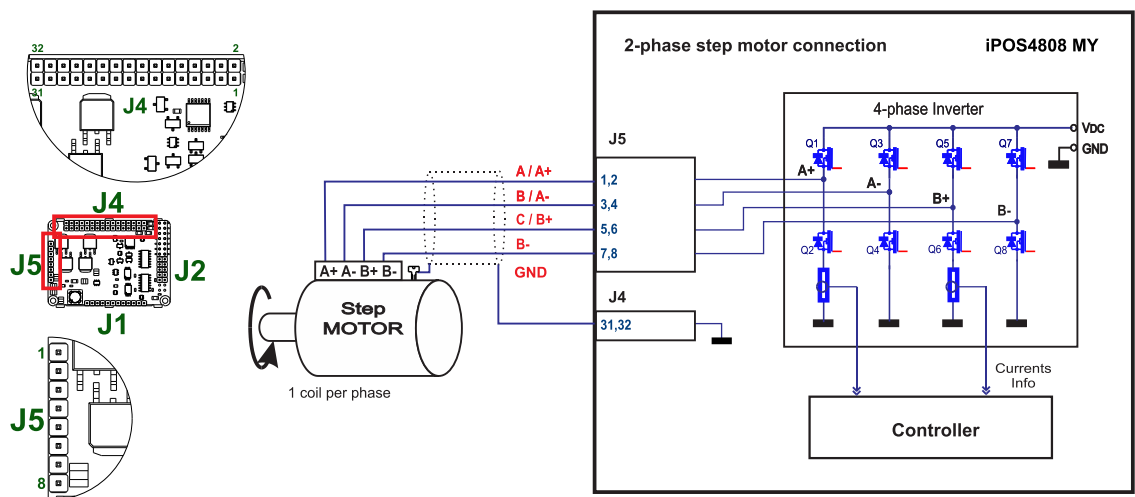 2-phase step motor connection
iPOS4808 MY
32
2
31
1
J4
4-phase Inverter
VDC
GND
Q1
Q3
Q5
Q7
J5
A / A+
1,2
A+
B / A-
3,4
A-
C / B+
5,6
B+
B-
7,8
B-
GND
Q2
Q4
Q6
Q8
J4
J5
J2
J1
A+ A- B+ B-
Step
MOTOR
J4
31,32
1 coil per phase
1
J5
8
Currents
Info
Controller